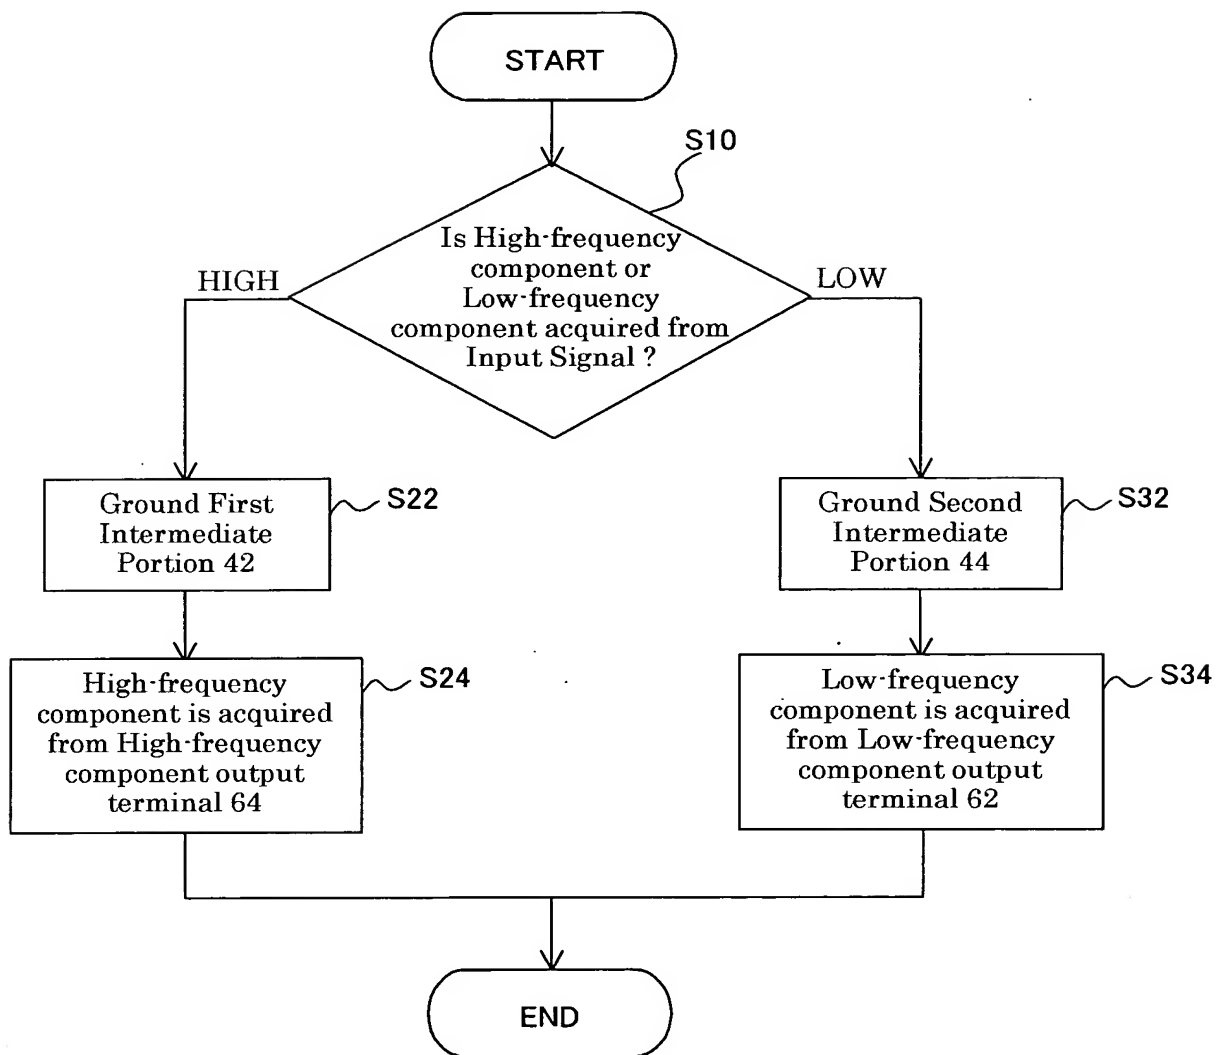 START
S10
Is High-frequency
component or
Low-frequency
component acquired from
Input Signal ?
HIGH
LOW
Ground First
Intermediate
Portion 42
S22
Ground Second
Intermediate
Portion 44
S32
High-frequency
component is acquired
from High-frequency
component output
terminal 64
S24
Low-frequency
component is acquired
from Low-frequency
component output
terminal 62
S34
END